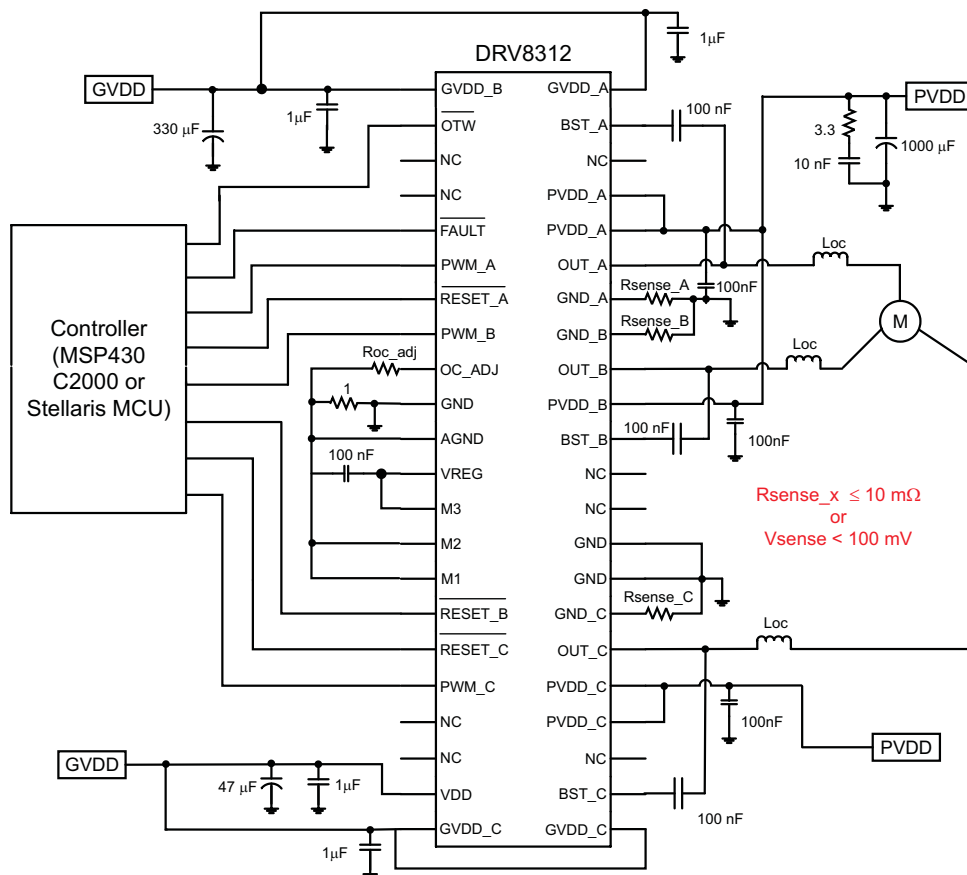 DRV8312
1μF
GVDD
330 μF
1μF
GVDD_B
OTW
NC
NC
FAULT
PWM_A
RESET_A
PWM_B
OC_ADJ
GND
AGND
VREG
M3
M2
M1
RESET_B
RESET_C
PWM_C
NC
NC
VDD
GVDD_C
GVDD_A
BST_A
NC
PVDD_A
PVDD_A
OUT_A
GND_A
GND_B
OUT_B
PVDD_B
BST_B
NC
NC
GND
GND
GND_C
OUT_C
PVDD_C
PVDD_C
NC
BST_C
GVDD_C
Controller
(MSP430
C2000 or
Stellaris MCU)
Roc_adj
1
100 nF
GVDD
47 μF
1μF
1μF
100 nF
PVDD
3.3
10 nF
1000 μF
Loc
100nF
Rsense_A
Rsense_B
M
Loc
100 nF
100nF
Rsense_x ≤ 10 mΩ
or
Vsense < 100 mV
Rsense_C
Loc
100nF
PVDD
100 nF